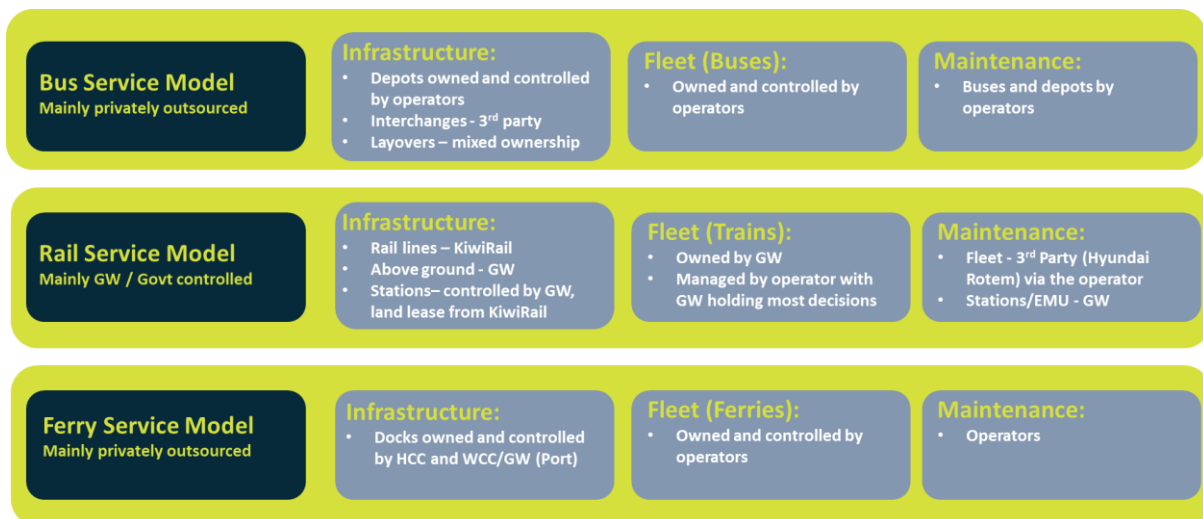 Bus Service Model
Mainly privately outsourced
Infrastructure:
• Depots owned and controlled
by operators
• Interchanges - 3rd party
• Layovers – mixed ownership
Fleet (Buses):
• Owned and controlled by
operators
Maintenance:
• Buses and depots by
operators
Rail Service Model
Mainly GW / Govt controlled
Infrastructure:
• Rail lines – KiwiRail
• Above ground - GW
• Stations– controlled by GW,
land lease from KiwiRail
Fleet (Trains):
• Owned by GW
• Managed by operator with
GW holding most decisions
Maintenance:
• Fleet - 3rd Party (Hyundai
Rotem) via the operator
• Stations/EMU - GW
Ferry Service Model
Mainly privately outsourced
Infrastructure:
• Docks owned and controlled
by HCC and WCC/GW (Port)
Fleet (Ferries):
• Owned and controlled by
operators
Maintenance:
• Operators